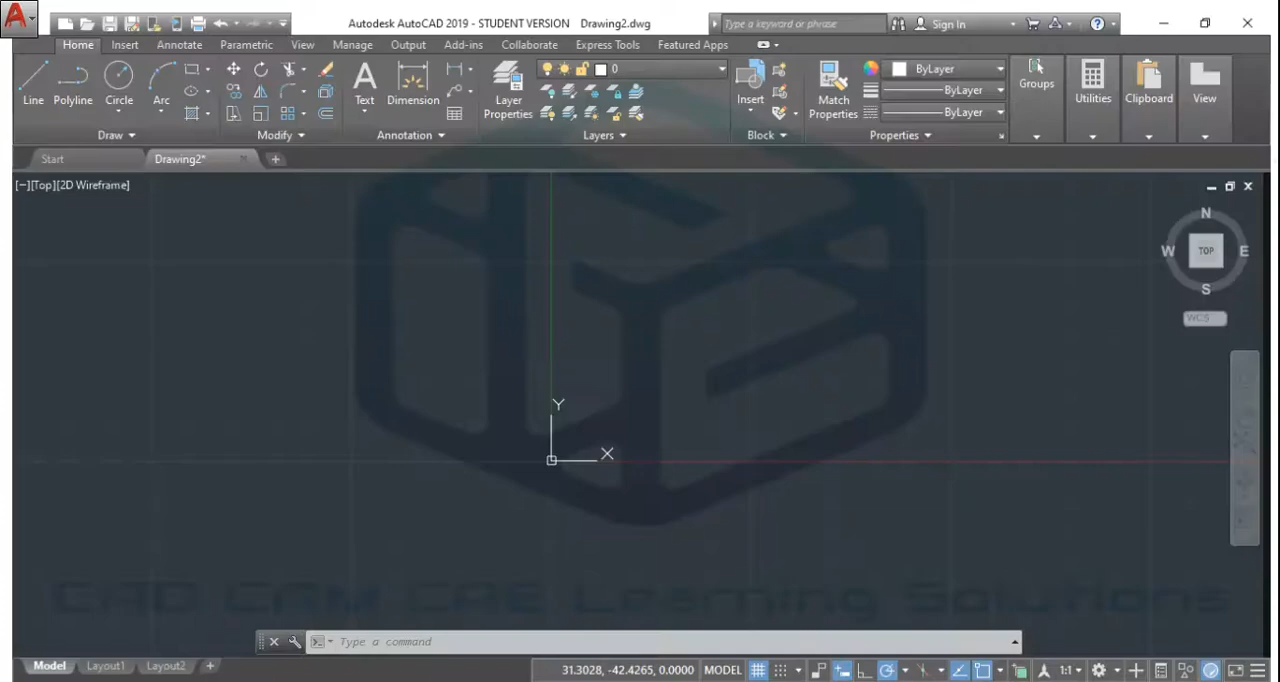 Autodesk AutoCAD 2019 - STUDENT VERSION Drawing2.dwg
Type a keyword or phrase
Sign In
Home Insert Annotate Parametric View Manage Output Add-ins Collaborate Express Tools Featured Apps
0
ByLayer
Line Polyline Circle Arc
Text Dimension
Layer Properties
Insert
Match Properties
ByLayer
ByLayer
Groups
Utilities
Clipboard
View
Draw Modify Annotation Layers Block Properties
Start Drawing2* +
[−][Top][2D Wireframe]
N
W TOP E
S
WCS
Y
X
CAD CAM CAE Learning Solutions
Type a command
Model Layout1 Layout2 +
31.3028, -42.4265, 0.0000 MODEL 1:1